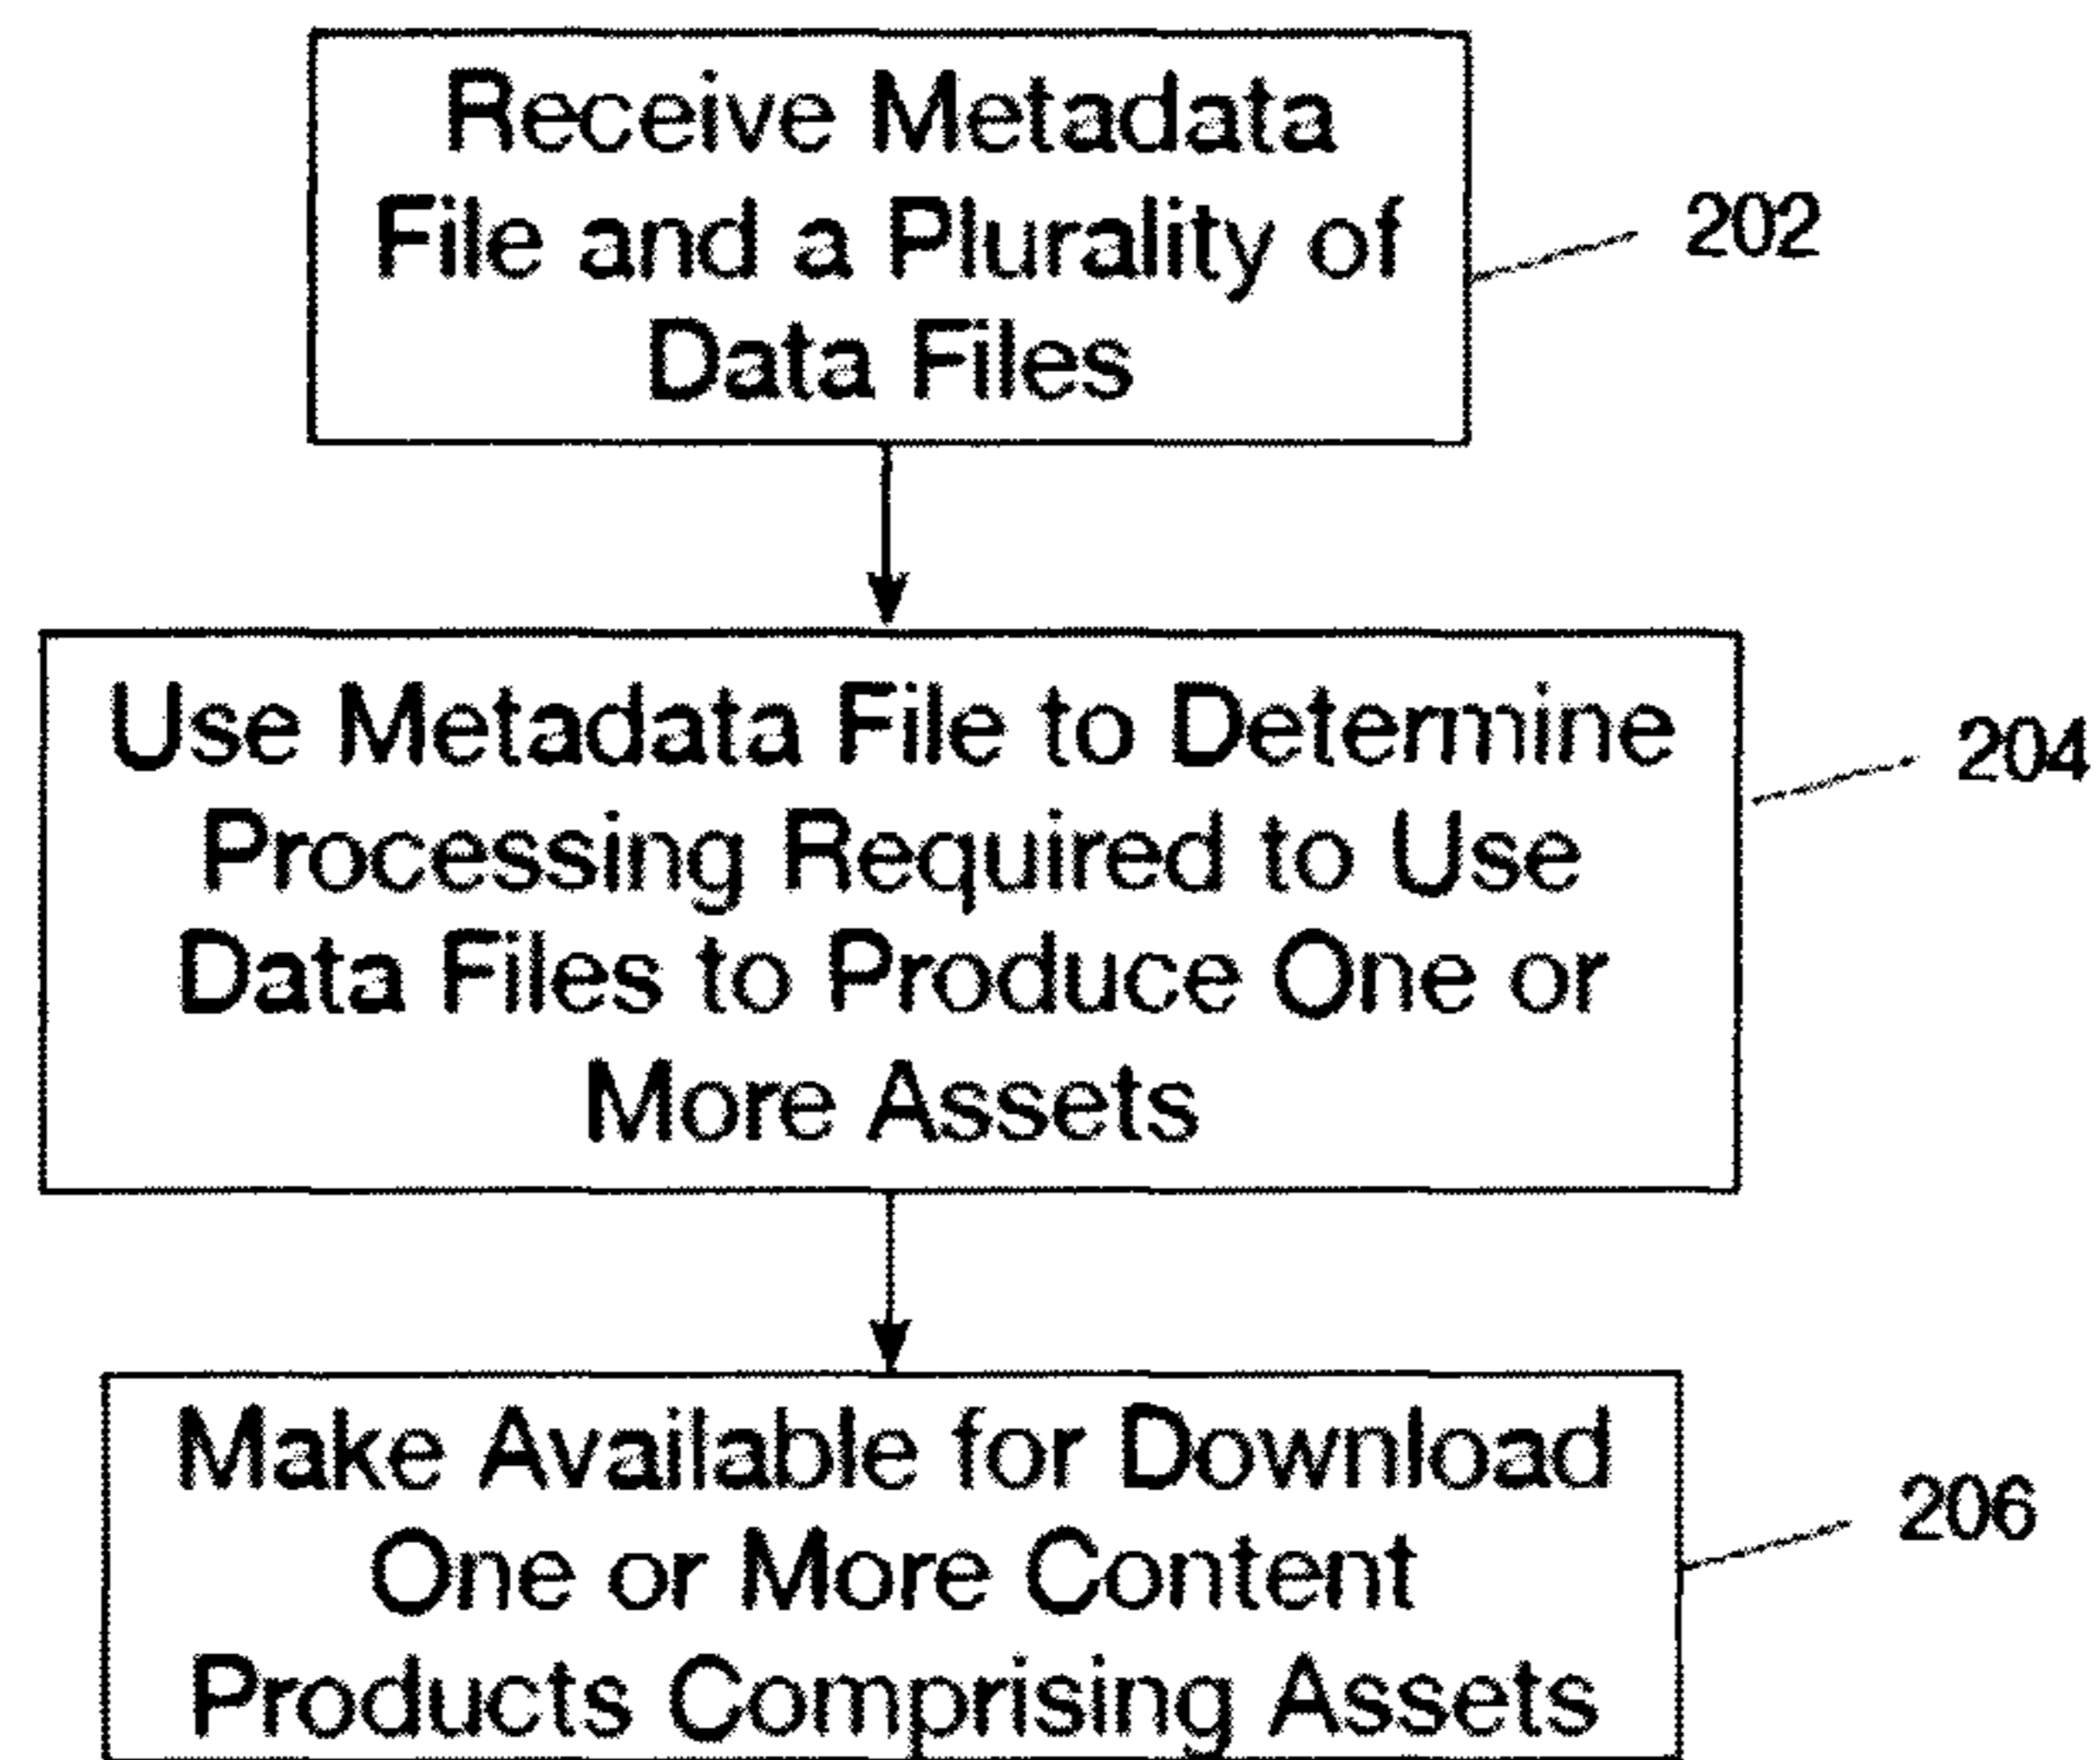 Receive Metadata
File and a Plurality of
Data Files
202
Use Metadata File to Determine
Processing Required to Use
Data Files to Produce One or
More Assets
204
Make Available for Download
One or More Content
Products Comprising Assets
206